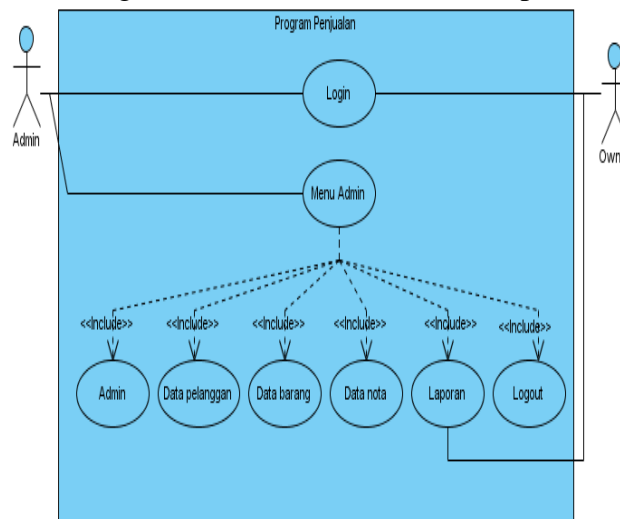 Program Penjualan
Login
Admin
Own
Menu Admin
<<Include>> <<Include>> <<Include>> <<Include>> <<Include>> <<Include>>
Admin Data pelanggan Data barang Data nota Laporan Logout